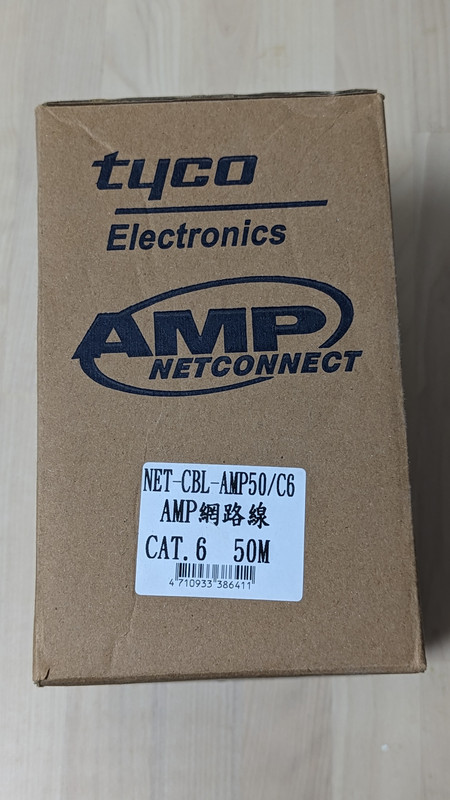 tyco
Electronics
AMP
NETCONNECT
NET-CBL-AMP50/C6
AMP網路線
CAT.6 50M
4 710933 386411